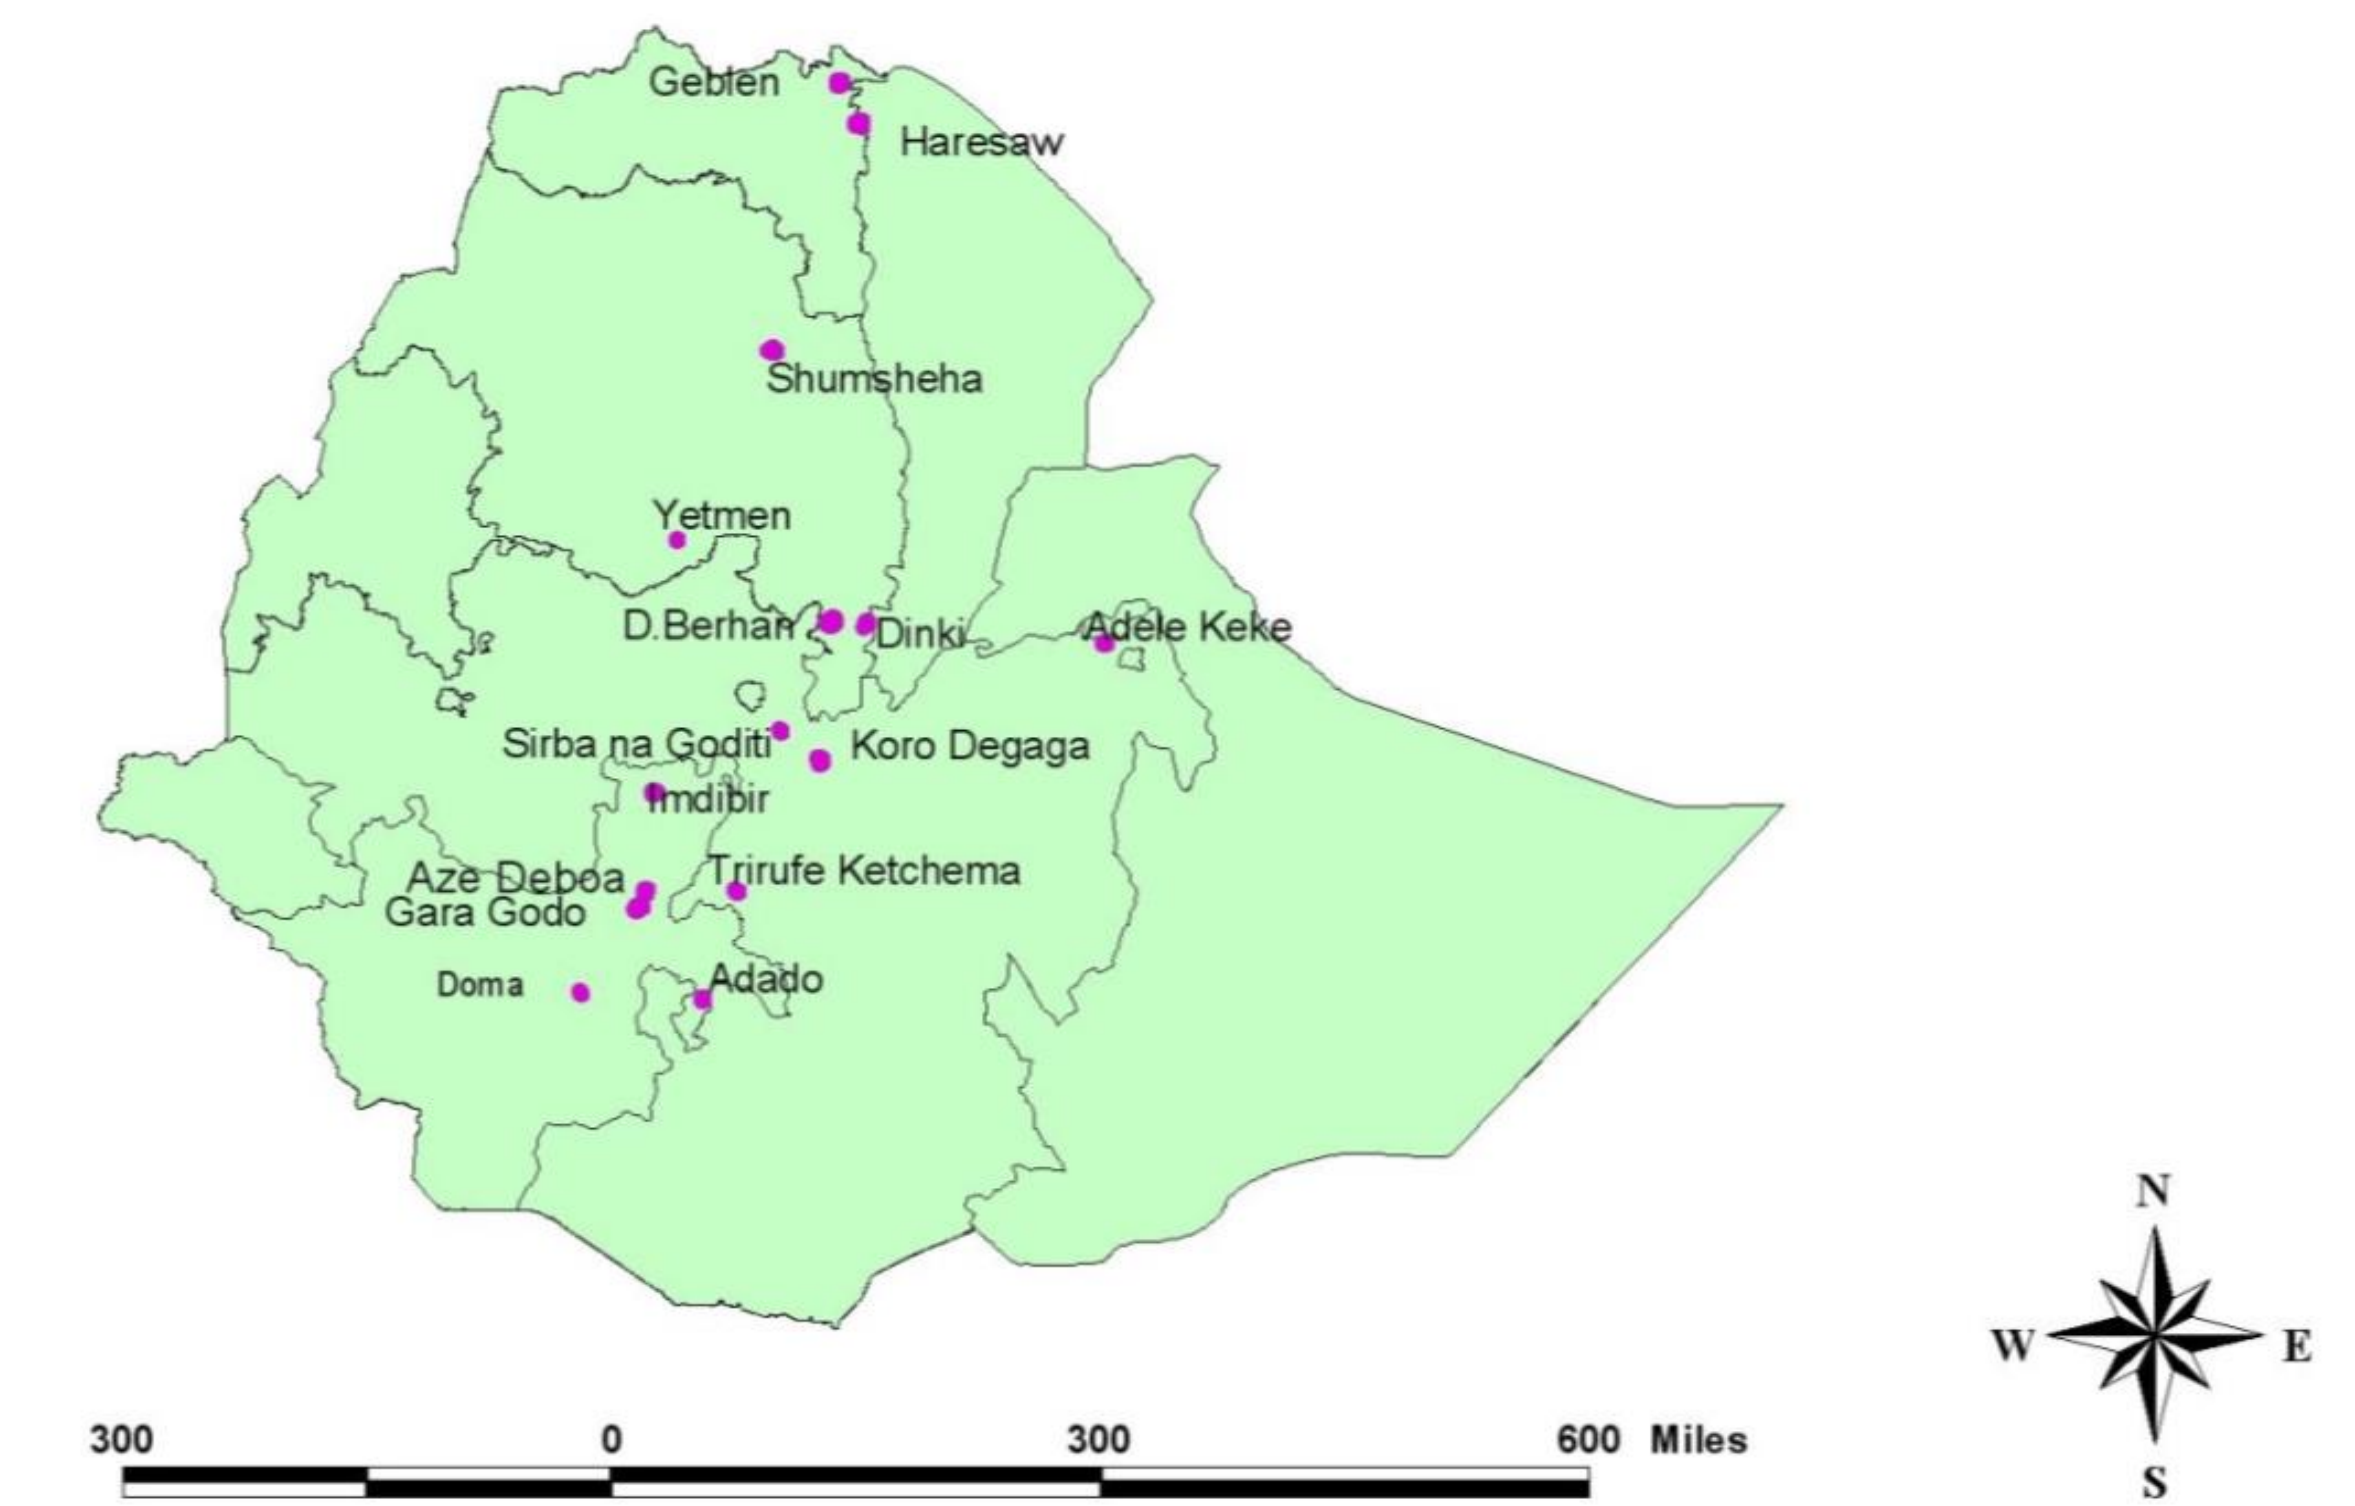 Geblen
Haresaw
Shumsheha
Yetmen
D.Berhan
Dinki
Adele Keke
Sirba na Goditi
Koro Degaga
Imdibir
Aze Deboa
Trirufe Ketchema
Gara Godo
Doma
Adado
N
W
E
S
300 0 300 600 Miles